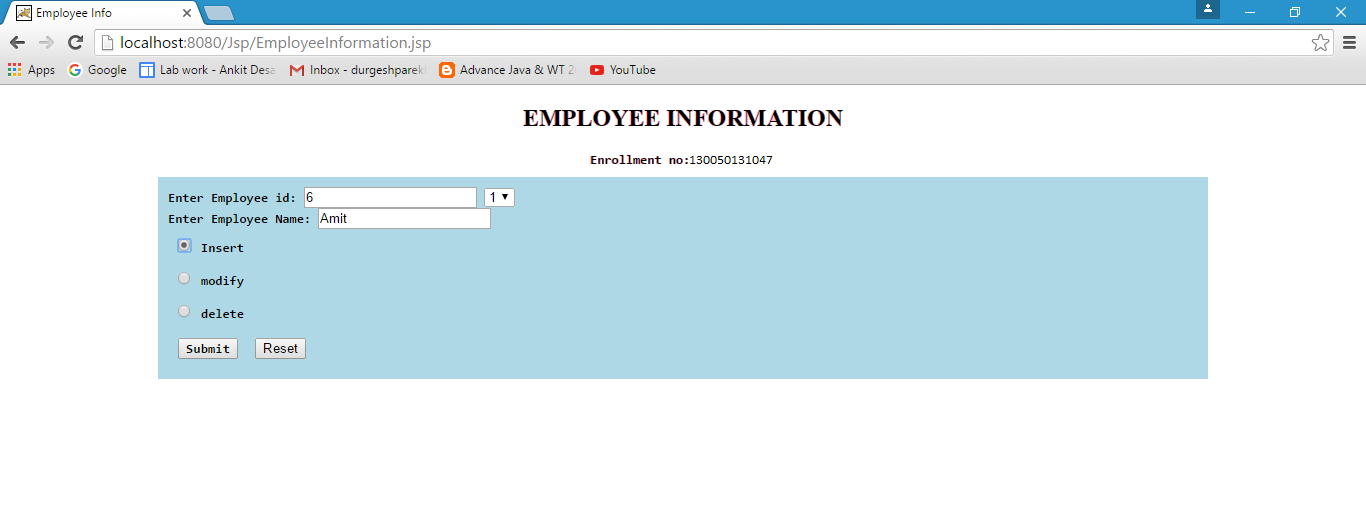 Employee Info
localhost:8080/Jsp/EmployeeInformation.jsp
Apps Google Lab work - Ankit Desa Inbox - durgeshparek Advance Java & WT 2 YouTube
EMPLOYEE INFORMATION
Enrollment no:130050131047
Enter Employee id: 6 1
Enter Employee Name: Amit
Insert
modify
delete
Submit Reset